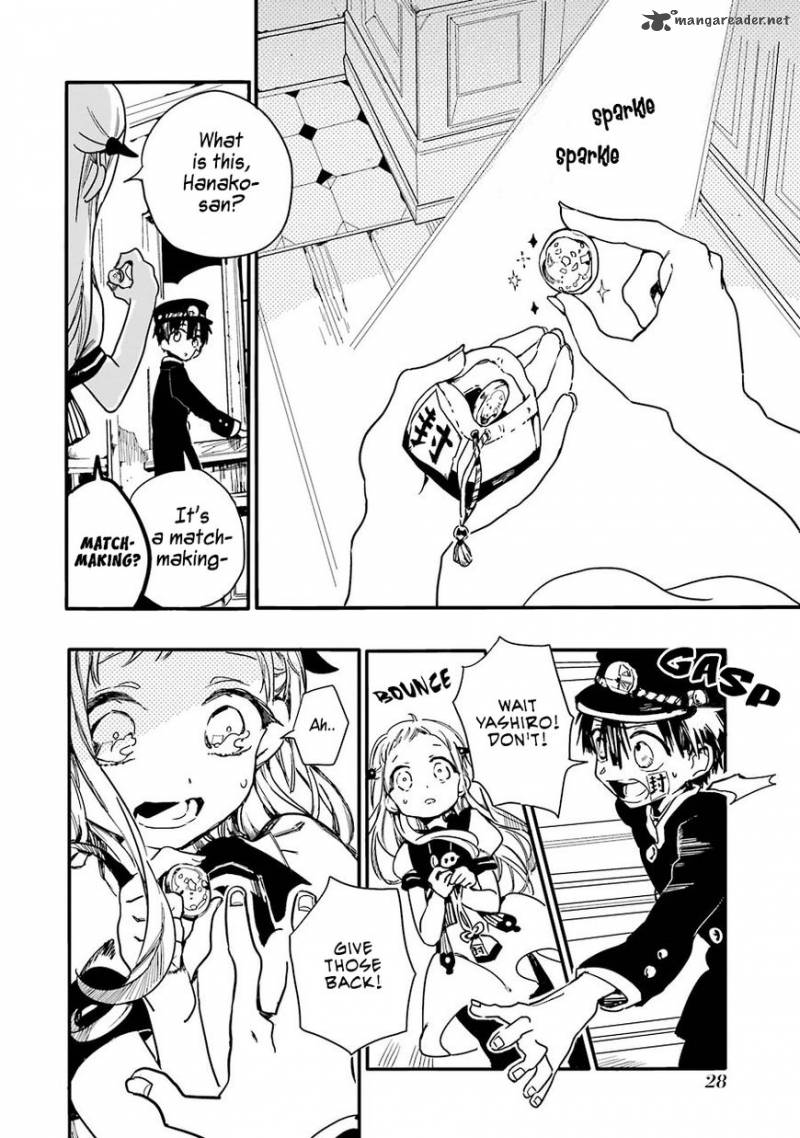 mangareader.net
sparkle
sparkle
What
is this,
Hanako-
san?
It's
a match-
making-
MATCH-
MAKING?
GASP
WAIT
YASHIRO!
DON'T!
BOUNCE
Ah..
GIVE
THOSE
BACK!
封
28